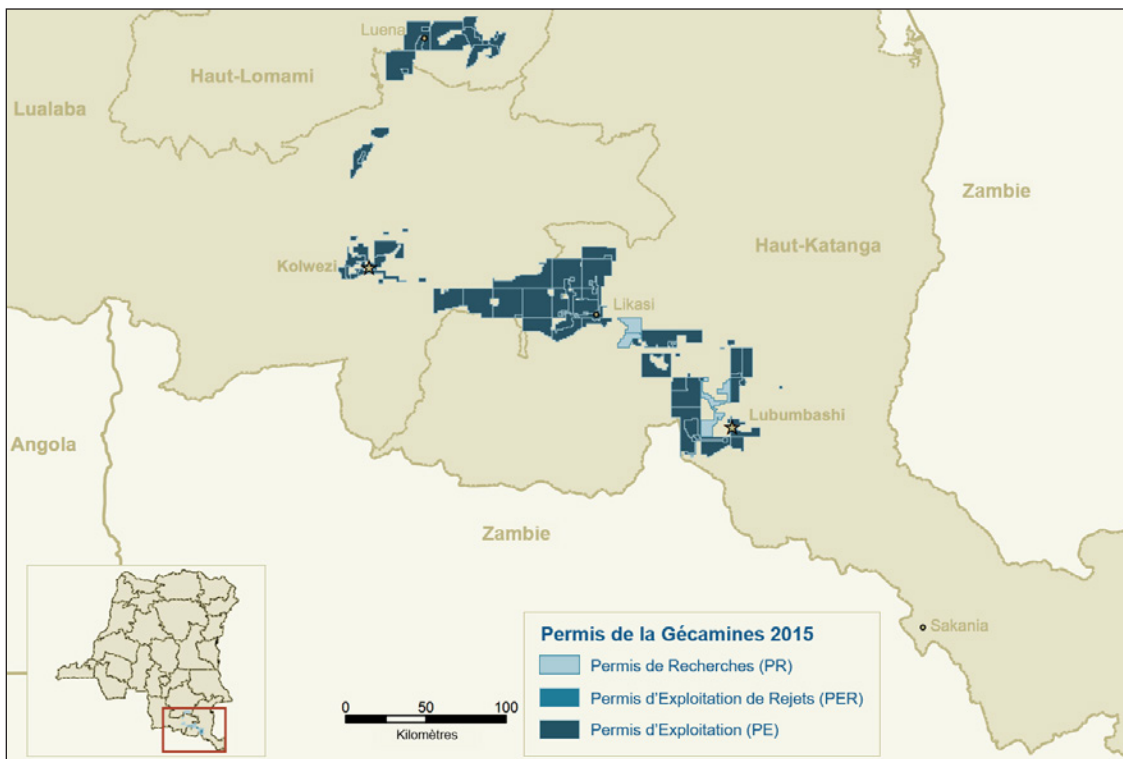 Luena
Haut-Lomami
Lualaba
Zambie
Haut-Katanga
Kolwezi
Likasi
Lubumbashi
Angola
Zambie
Sakania
Permis de la Gécamines 2015
Permis de Recherches (PR)
Permis d'Exploitation de Rejets (PER)
Permis d'Exploitation (PE)
0 50 100
Kilomètres